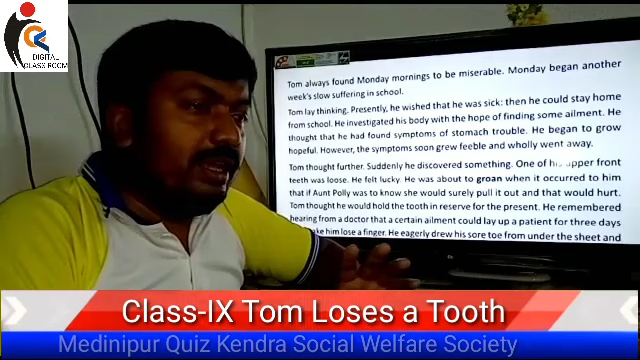 DIGITAL
CLASS ROOM
Tom always found Monday mornings to be miserable. Monday began another
week's slow suffering in school.
Tom lay thinking. Presently, he wished that he was sick: then he could stay home
from school. He investigated his body with the hope of finding some ailment. He
thought that he had found symptoms of stomach trouble. He began to grow
hopeful. However, the symptoms soon grew feeble and wholly went away.
Tom thought further. Suddenly he discovered something. One of his upper front
teeth was loose. He felt lucky. He was about to groan when it occurred to him
that if Aunt Polly was to know she would surely pull it out and that would hurt.
Tom thought he would hold the tooth in reserve for the present. He remembered
hearing from a doctor that a certain ailment could lay up a patient for three days
make him lose a finger. He eagerly drew his sore toe from under the sheet and
Class-IX Tom Loses a Tooth
Medinipur Quiz Kendra Social Welfare Society